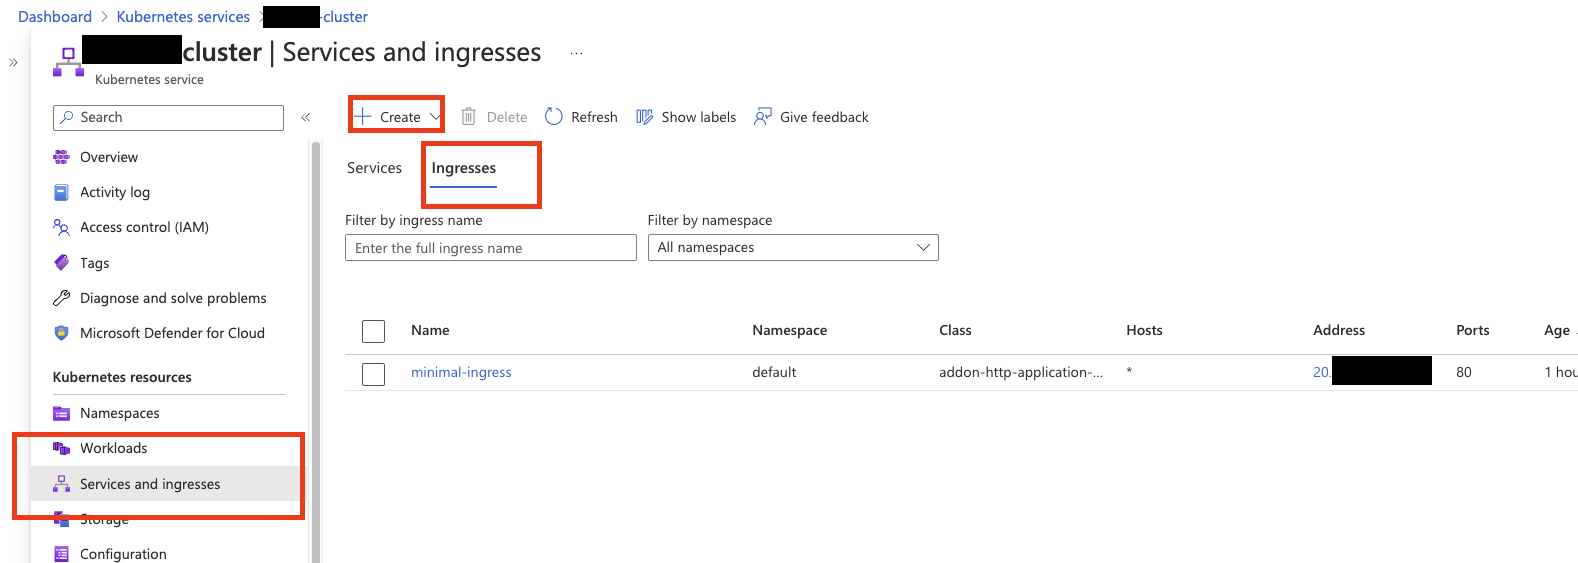 Dashboard > Kubernetes services > -cluster
cluster | Services and ingresses ...
Kubernetes service
Search
Create
Delete
Refresh
Show labels
Give feedback
Overview
Activity log
Access control (IAM)
Tags
Diagnose and solve problems
Microsoft Defender for Cloud
Kubernetes resources
Namespaces
Workloads
Services and ingresses
Storage
Configuration
Services
Ingresses
Filter by ingress name
Filter by namespace
Enter the full ingress name
All namespaces
Name Namespace Class Hosts Address Ports Age
minimal-ingress default addon-http-application-... * 20. 80 1 hou